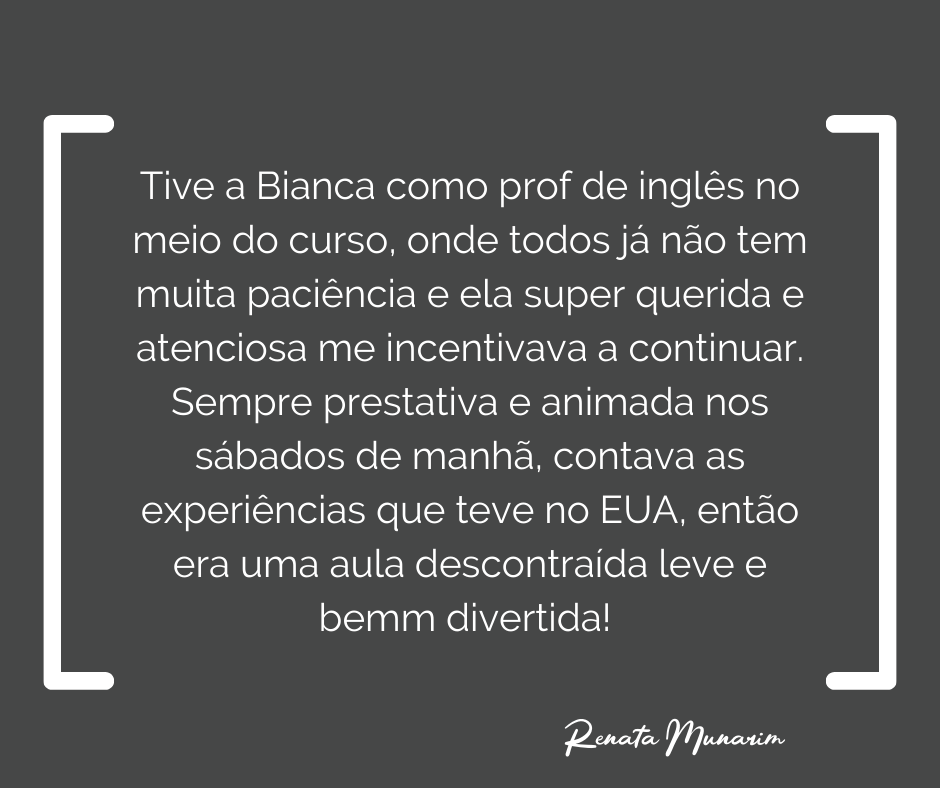 Tive a Bianca como prof de inglês no
meio do curso, onde todos já não tem
muita paciência e ela super querida e
atenciosa me incentivava a continuar.
Sempre prestativa e animada nos
sábados de manhã, contava as
experiências que teve no EUA, então
era uma aula descontraída leve e
bemm divertida!
Renata Munarim